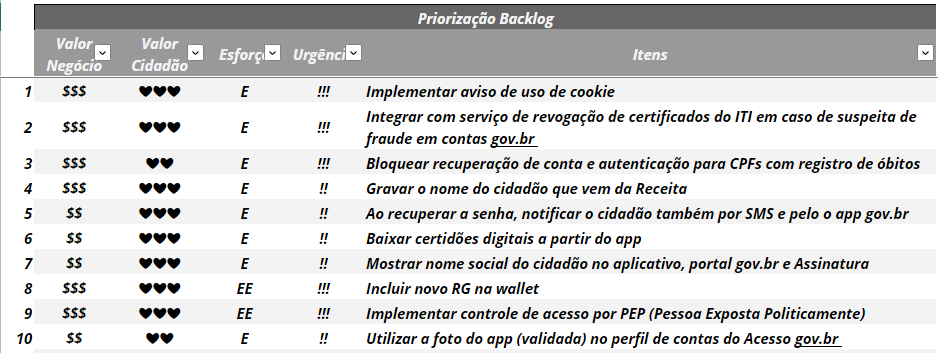 Priorização Backlog
Valor Negócio Valor Cidadão Esforç Urgênci Itens
1 $$$ ♥♥♥ E !!! Implementar aviso de uso de cookie
2 $$$ ♥♥♥ E !!! Integrar com serviço de revogação de certificados do ITI em caso de suspeita de
fraude em contas gov.br
3 $$$ ♥♥ E !!! Bloquear recuperação de conta e autenticação para CPFs com registro de óbitos
4 $$$ ♥♥♥ E !! Gravar o nome do cidadão que vem da Receita
5 $$ ♥♥♥ E !! Ao recuperar a senha, notificar o cidadão também por SMS e pelo o app gov.br
6 $$ ♥♥♥ E !! Baixar certidões digitais a partir do app
7 $$ ♥♥♥ E !! Mostrar nome social do cidadão no aplicativo, portal gov.br e Assinatura
8 $$$ ♥♥♥ EE !!! Incluir novo RG na wallet
9 $$$ ♥♥♥ EE !!! Implementar controle de acesso por PEP (Pessoa Exposta Politicamente)
10 $$ ♥♥ E !! Utilizar a foto do app (validada) no perfil de contas do Acesso gov.br